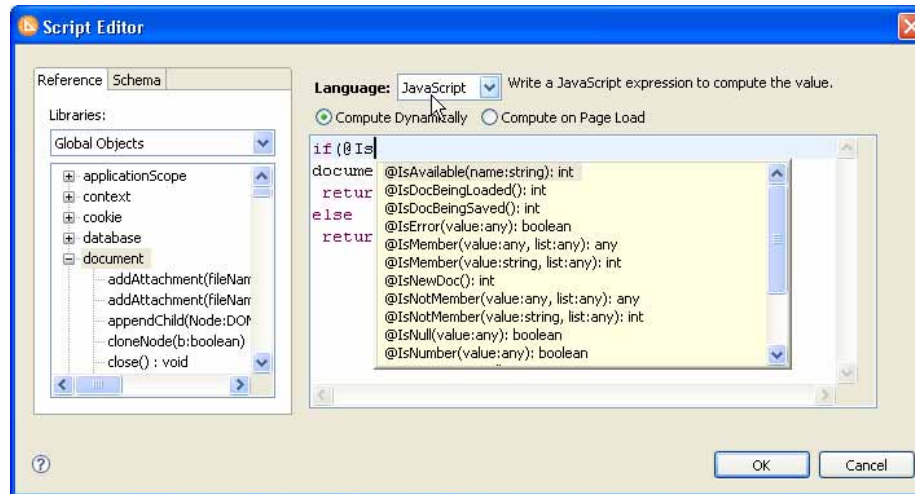 Script Editor
Reference Schema
Libraries:
Global Objects
applicationScope
context
cookie
database
document
addAttachment(fileNam
addAttachment(fileNam
appendChild(Node:DOM
cloneNode(b:boolean)
close() : void
Language: JavaScript Write a JavaScript expression to compute the value.
Compute Dynamically Compute on Page Load
if(@Is
docume
retur
else
retur
@IsAvailable(name:string): int
@IsDocBeingLoaded(): int
@IsDocBeingSaved(): int
@IsError(value:any): boolean
@IsMember(value:any, list:any): any
@IsMember(value:string, list:any): int
@IsNewDoc(): int
@IsNotMember(value:any, list:any): any
@IsNotMember(value:string, list:any): int
@IsNull(value:any): boolean
@IsNumber(value:any): boolean
?
OK Cancel